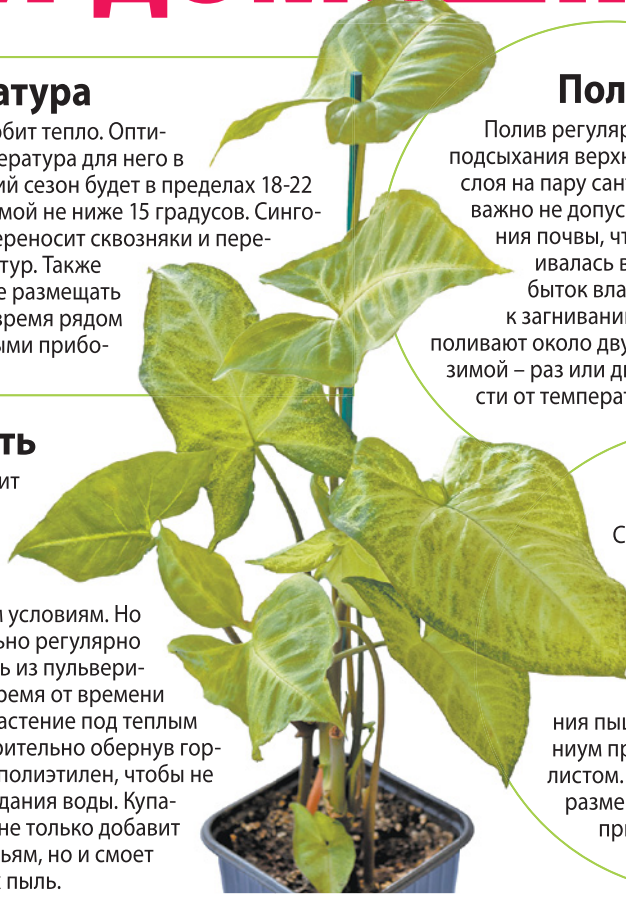 атура
бит тепло. Опти-
ература для него в
ий сезон будет в пределах 18-22
мой не ниже 15 градусов. Синго-
ереносит сквозняки и пере-
тур. Также
е размещать
время рядом
ыми прибо-
ть
ит
м условиям. Но
ьно регулярно
ь из пульвери-
ремя от времени
астение под теплым
рительно обернув гор-
полиэтилен, чтобы не
дания воды. Купа-
не только добавит
ьям, но и смоет
пыль.
Пол
Полив регуляр
подсыхания верхн
слоя на пару сант
важно не допус
ния почвы, чт
ивалась в
быток вла
к загнивани
поливают около дву
зимой – раз или д
сти от температ
С
ния пыш
ниум пр
листом.
разме
при